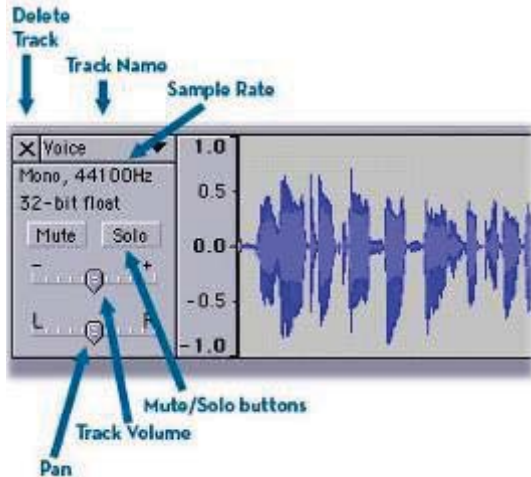 Delete
Track
Track Name
Sample Rate
X Voice
Mono, 44100Hz
32-bit float
Mute Solo
- +
L R
1.0
0.5
0.0
-0.5
-1.0
Mute/Solo buttons
Track Volume
Pan